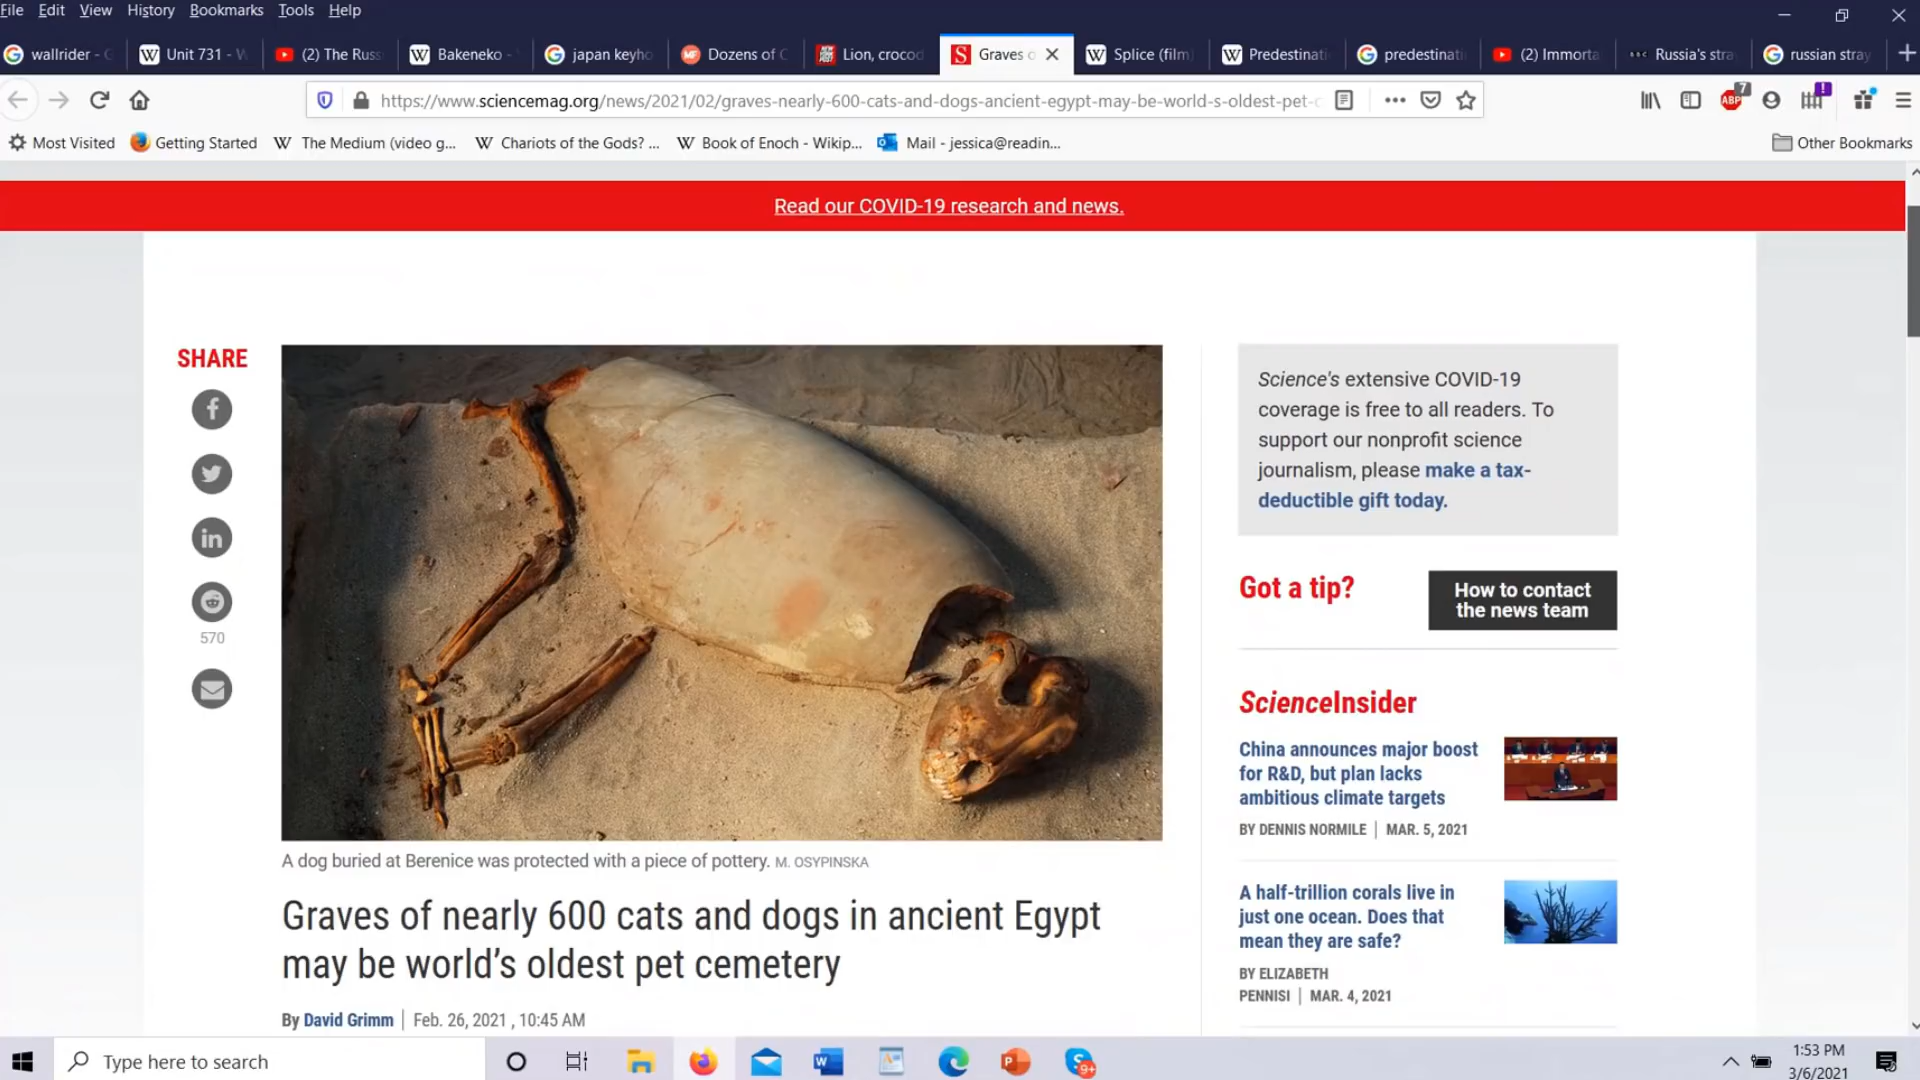 File Edit View History Bookmarks Tools Help
wallrider - G
Unit 731 - W
(2) The Russ
Bakeneko -
japan keyho
Dozens of C
Lion, crocod
Graves o
Splice (film)
Predestinati
predestinati
(2) Immorta
Russia's stra
russian stray
https://www.sciencemag.org/news/2021/02/graves-nearly-600-cats-and-dogs-ancient-egypt-may-be-world-s-oldest-pet-c
ABP
7
Most Visited
Getting Started
The Medium (video g...
Chariots of the Gods? ...
Book of Enoch - Wikip...
Mail - jessica@readin...
Other Bookmarks
Read our COVID-19 research and news.
SHARE
570
A dog buried at Berenice was protected with a piece of pottery. M. OSYPINSKA
Graves of nearly 600 cats and dogs in ancient Egypt
may be world's oldest pet cemetery
By David Grimm | Feb. 26, 2021 , 10:45 AM
Science's extensive COVID-19
coverage is free to all readers. To
support our nonprofit science
journalism, please make a tax-
deductible gift today.
Got a tip?
How to contact
the news team
ScienceInsider
China announces major boost
for R&D, but plan lacks
ambitious climate targets
BY DENNIS NORMILE | MAR. 5, 2021
A half-trillion corals live in
just one ocean. Does that
mean they are safe?
BY ELIZABETH
PENNISI | MAR. 4, 2021
Type here to search
9+
1:53 PM
3/6/2021